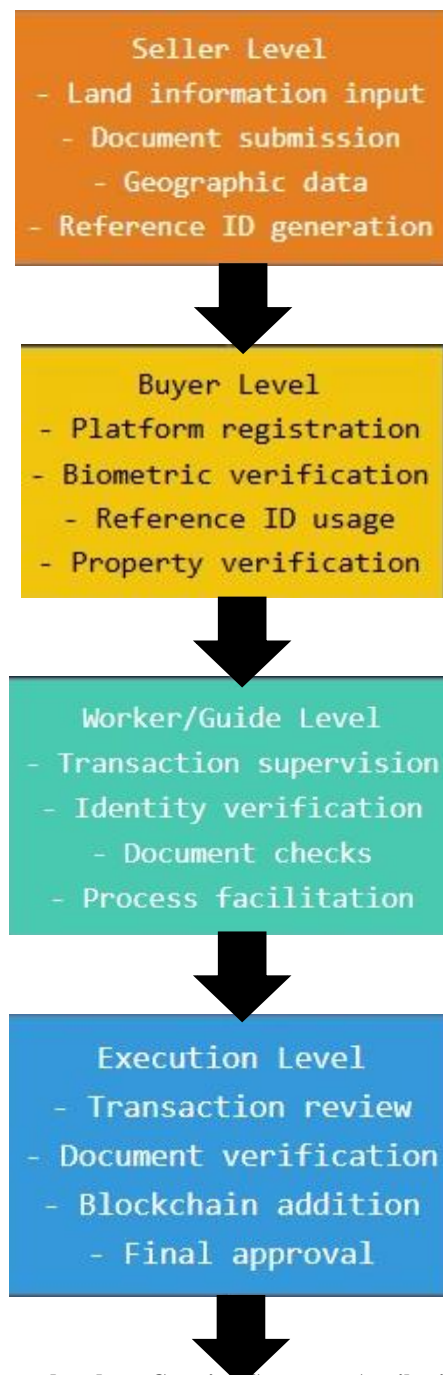 Seller Level
- Land information input
- Document submission
- Geographic data
- Reference ID generation
Buyer Level
- Platform registration
- Biometric verification
- Reference ID usage
- Property verification
Worker/Guide Level
- Transaction supervision
- Identity verification
- Document checks
- Process facilitation
Execution Level
- Transaction review
- Document verification
- Blockchain addition
- Final approval